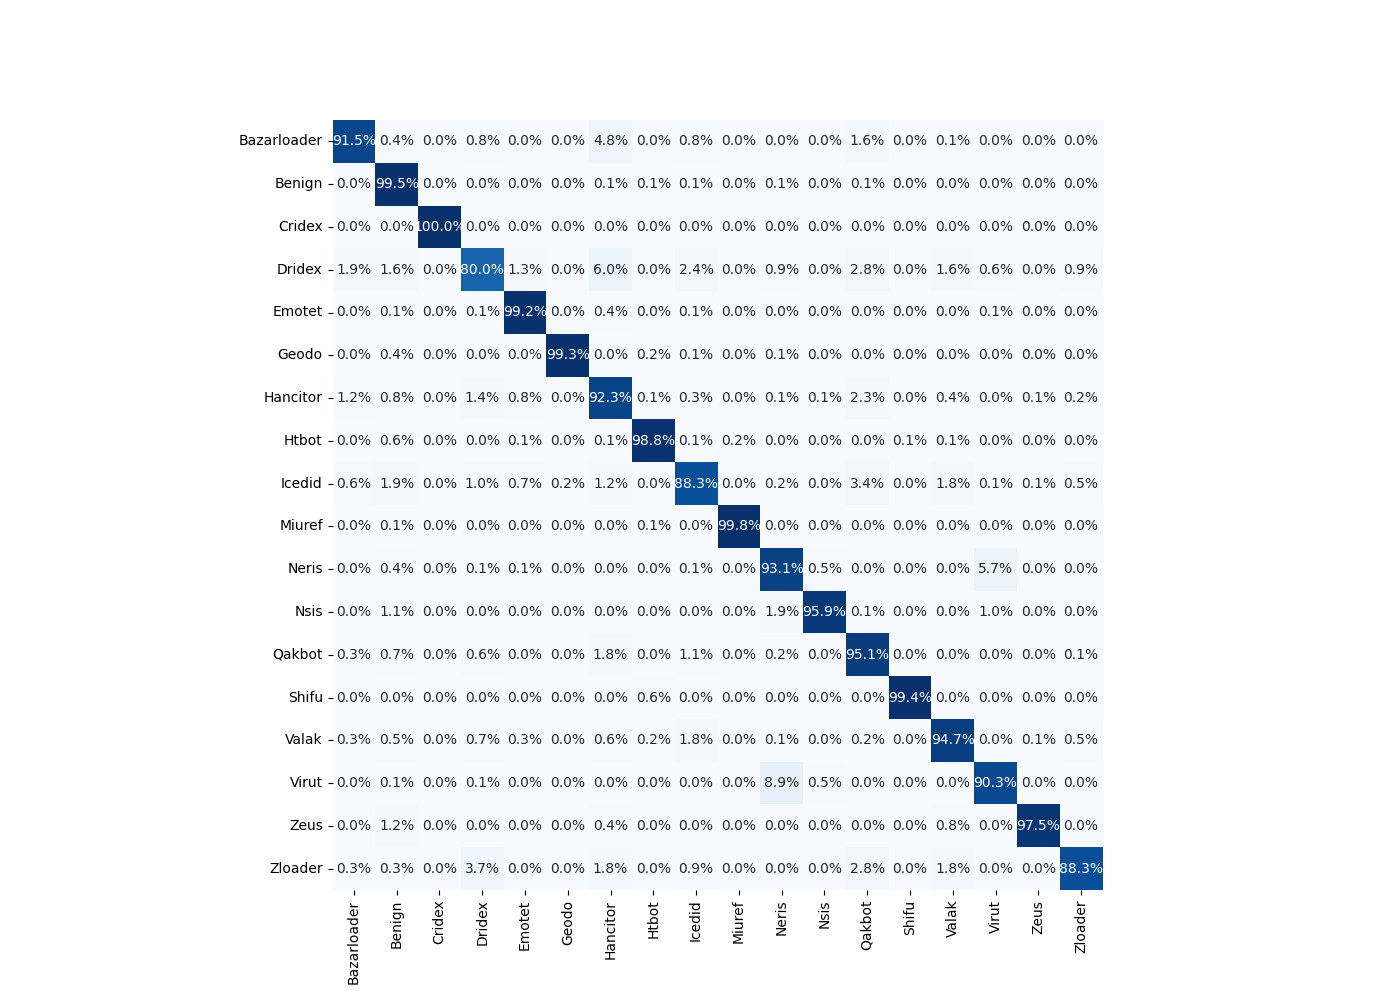 Bazarloader 91.5% 0.4% 0.0% 0.8% 0.0% 0.0% 4.8% 0.0% 0.8% 0.0% 0.0% 0.0% 1.6% 0.0% 0.1% 0.0% 0.0% 0.0%
Benign 0.0% 99.5% 0.0% 0.0% 0.0% 0.0% 0.1% 0.1% 0.1% 0.0% 0.1% 0.0% 0.1% 0.0% 0.0% 0.0% 0.0% 0.0%
Cridex 0.0% 0.0% 100.0% 0.0% 0.0% 0.0% 0.0% 0.0% 0.0% 0.0% 0.0% 0.0% 0.0% 0.0% 0.0% 0.0% 0.0% 0.0%
Dridex 1.9% 1.6% 0.0% 80.0% 1.3% 0.0% 6.0% 0.0% 2.4% 0.0% 0.9% 0.0% 2.8% 0.0% 1.6% 0.6% 0.0% 0.9%
Emotet 0.0% 0.1% 0.0% 0.1% 99.2% 0.0% 0.4% 0.0% 0.1% 0.0% 0.0% 0.0% 0.0% 0.0% 0.0% 0.1% 0.0% 0.0%
Geodo 0.0% 0.4% 0.0% 0.0% 0.0% 99.3% 0.0% 0.2% 0.1% 0.0% 0.1% 0.0% 0.0% 0.0% 0.0% 0.0% 0.0% 0.0%
Hancitor 1.2% 0.8% 0.0% 1.4% 0.8% 0.0% 92.3% 0.1% 0.3% 0.0% 0.1% 0.1% 2.3% 0.0% 0.4% 0.0% 0.1% 0.2%
Htbot 0.0% 0.6% 0.0% 0.0% 0.1% 0.0% 0.1% 98.8% 0.1% 0.2% 0.0% 0.0% 0.0% 0.1% 0.1% 0.0% 0.0% 0.0%
Icedid 0.6% 1.9% 0.0% 1.0% 0.7% 0.2% 1.2% 0.0% 88.3% 0.0% 0.2% 0.0% 3.4% 0.0% 1.8% 0.1% 0.1% 0.5%
Miuref 0.0% 0.1% 0.0% 0.0% 0.0% 0.0% 0.0% 0.1% 0.0% 99.8% 0.0% 0.0% 0.0% 0.0% 0.0% 0.0% 0.0% 0.0%
Neris 0.0% 0.4% 0.0% 0.1% 0.1% 0.0% 0.0% 0.0% 0.1% 0.0% 93.1% 0.5% 0.0% 0.0% 0.0% 5.7% 0.0% 0.0%
Nsis 0.0% 1.1% 0.0% 0.0% 0.0% 0.0% 0.0% 0.0% 0.0% 0.0% 1.9% 95.9% 0.1% 0.0% 0.0% 1.0% 0.0% 0.0%
Qakbot 0.3% 0.7% 0.0% 0.6% 0.0% 0.0% 1.8% 0.0% 1.1% 0.0% 0.2% 0.0% 95.1% 0.0% 0.0% 0.0% 0.0% 0.1%
Shifu 0.0% 0.0% 0.0% 0.0% 0.0% 0.0% 0.0% 0.6% 0.0% 0.0% 0.0% 0.0% 0.0% 99.4% 0.0% 0.0% 0.0% 0.0%
Valak 0.3% 0.5% 0.0% 0.7% 0.3% 0.0% 0.6% 0.2% 1.8% 0.0% 0.1% 0.0% 0.2% 0.0% 94.7% 0.0% 0.1% 0.5%
Virut 0.0% 0.1% 0.0% 0.1% 0.0% 0.0% 0.0% 0.0% 0.0% 0.0% 8.9% 0.5% 0.0% 0.0% 0.0% 90.3% 0.0% 0.0%
Zeus 0.0% 1.2% 0.0% 0.0% 0.0% 0.0% 0.4% 0.0% 0.0% 0.0% 0.0% 0.0% 0.0% 0.0% 0.8% 0.0% 97.5% 0.0%
Zloader 0.3% 0.3% 0.0% 3.7% 0.0% 0.0% 1.8% 0.0% 0.9% 0.0% 0.0% 0.0% 2.8% 0.0% 1.8% 0.0% 0.0% 88.3%
Bazarloader Benign Cridex Dridex Emotet Geodo Hancitor Htbot Icedid Miuref Neris Nsis Qakbot Shifu Valak Virut Zeus Zloader